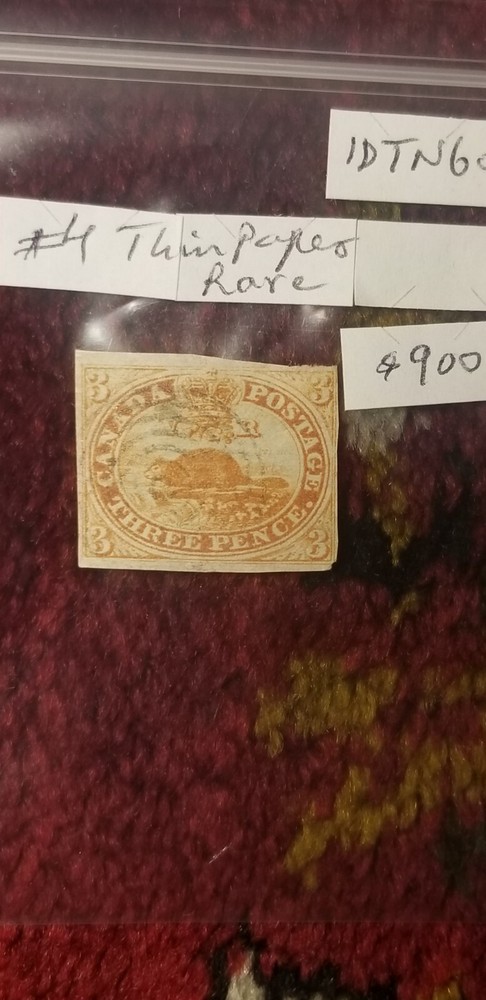 IDTN6
#4 Thin Paper
Rare
$900
3 3
CANADA POSTAGE.
V R
THREE PENCE.
3 3